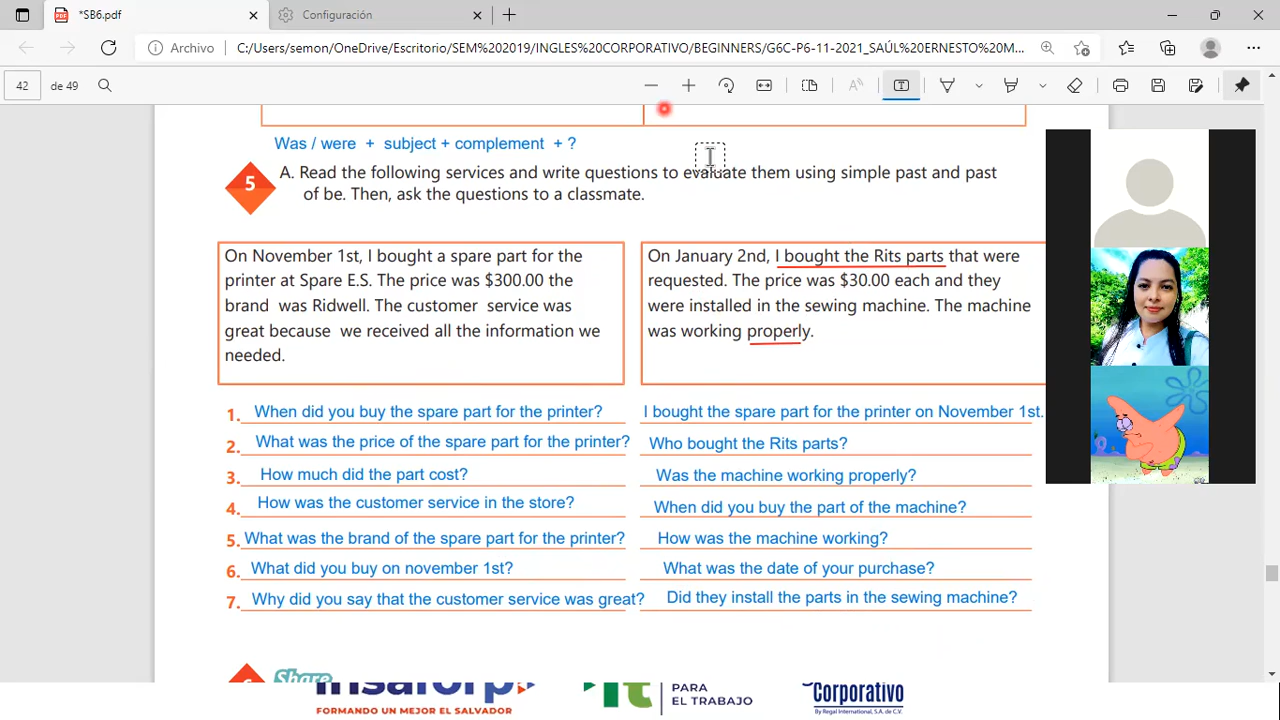 *SB6.pdf
Configuración
Archivo
C:/Users/semon/OneDrive/Escritorio/SEM%202019/INGLES%20CORPORATIVO/BEGINNERS/G6C-P6-11-2021_SAÚL%20ERNESTO%20M...
42 de 49
Was / were + subject + complement + ?
5
A. Read the following services and write questions to evaluate them using simple past and past
of be. Then, ask the questions to a classmate.
On November 1st, I bought a spare part for the
printer at Spare E.S. The price was $300.00 the
brand was Ridwell. The customer service was
great because we received all the information we
needed.
On January 2nd, I bought the Rits parts that were
requested. The price was $30.00 each and they
were installed in the sewing machine. The machine
was working properly.
1. When did you buy the spare part for the printer?
I bought the spare part for the printer on November 1st.
2. What was the price of the spare part for the printer?
Who bought the Rits parts?
3. How much did the part cost?
Was the machine working properly?
4. How was the customer service in the store?
When did you buy the part of the machine?
5. What was the brand of the spare part for the printer?
How was the machine working?
6. What did you buy on november 1st?
What was the date of your purchase?
7. Why did you say that the customer service was great?
Did they install the parts in the sewing machine?
Share
FORMANDO UN MEJOR EL SALVADOR
PARA
EL TRABAJO
Corporativo
By Regal International, S.A. de C.V.